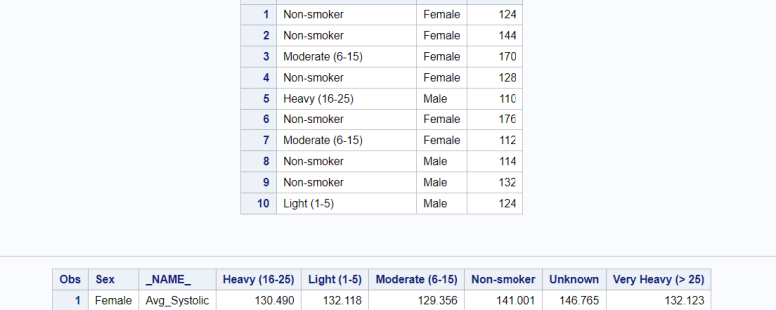 1 Non-smoker Female 124
2 Non-smoker Female 144
3 Moderate (6-15) Female 170
4 Non-smoker Female 128
5 Heavy (16-25) Male 110
6 Non-smoker Female 176
7 Moderate (6-15) Female 112
8 Non-smoker Male 114
9 Non-smoker Male 132
10 Light (1-5) Male 124
Obs Sex _NAME_ Heavy (16-25) Light (1-5) Moderate (6-15) Non-smoker Unknown Very Heavy (> 25)
1 Female Avg_Systolic 130.490 132.118 129.356 141.001 146.765 132.123